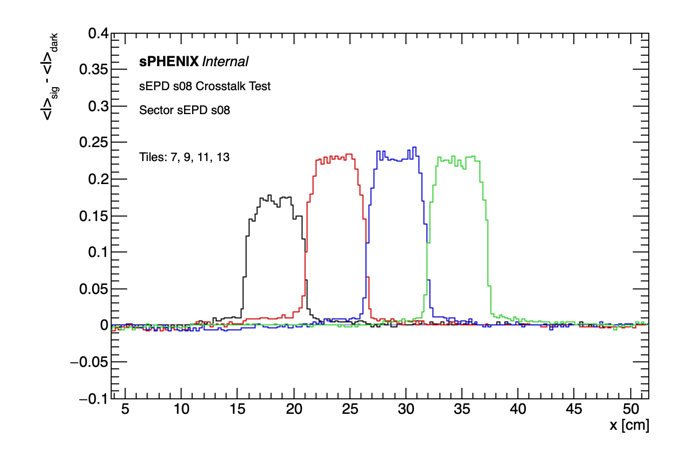 <I>sig - <I>dark
0.4
0.35
0.3
0.25
0.2
0.15
0.1
0.05
0
−0.05
−0.1
sPHENIX Internal
sEPD s08 Crosstalk Test
Sector sEPD s08
Tiles: 7, 9, 11, 13
5 10 15 20 25 30 35 40 45 50
x [cm]